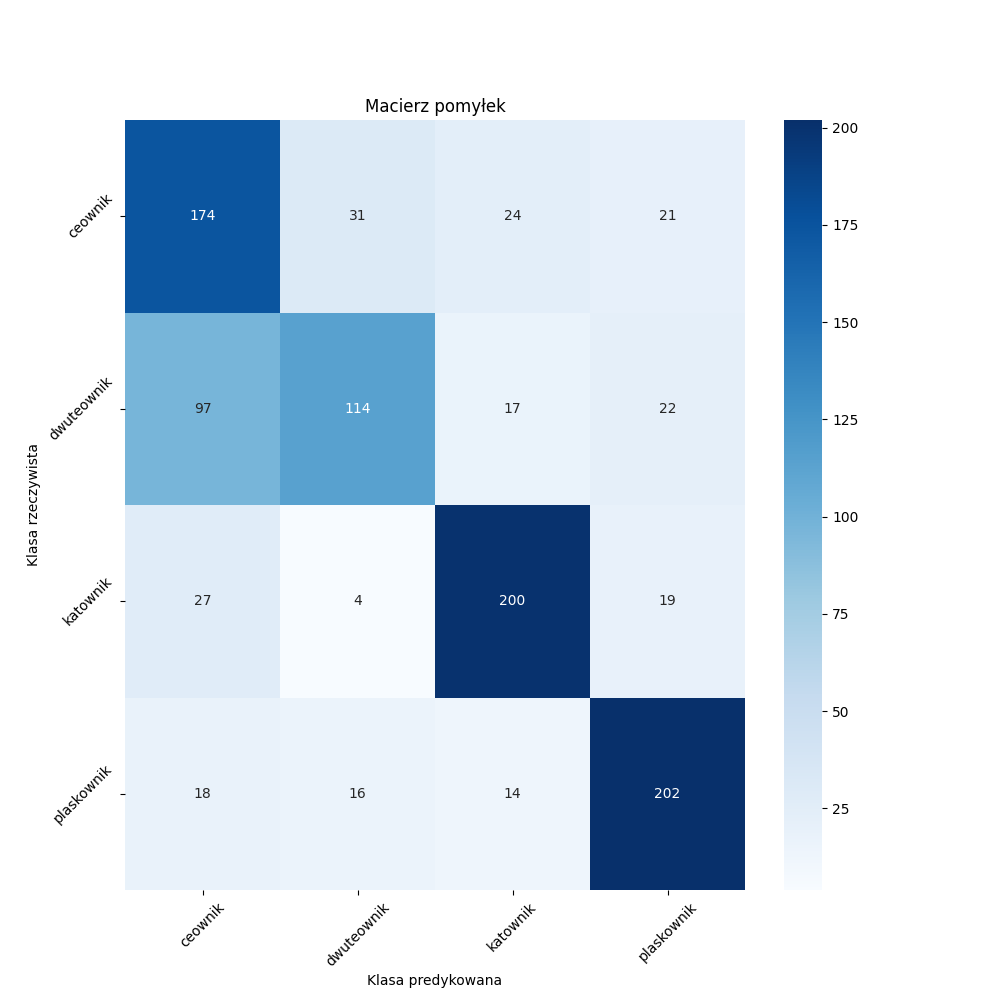 Macierz pomyłek
Klasa rzeczywista
ceownik
174 31 24 21
dwuteownik
97 114 17 22
katownik
27 4 200 19
plaskownik
18 16 14 202
ceownik dwuteownik katownik plaskownik
Klasa predykowana
200
175
150
125
100
75
50
25